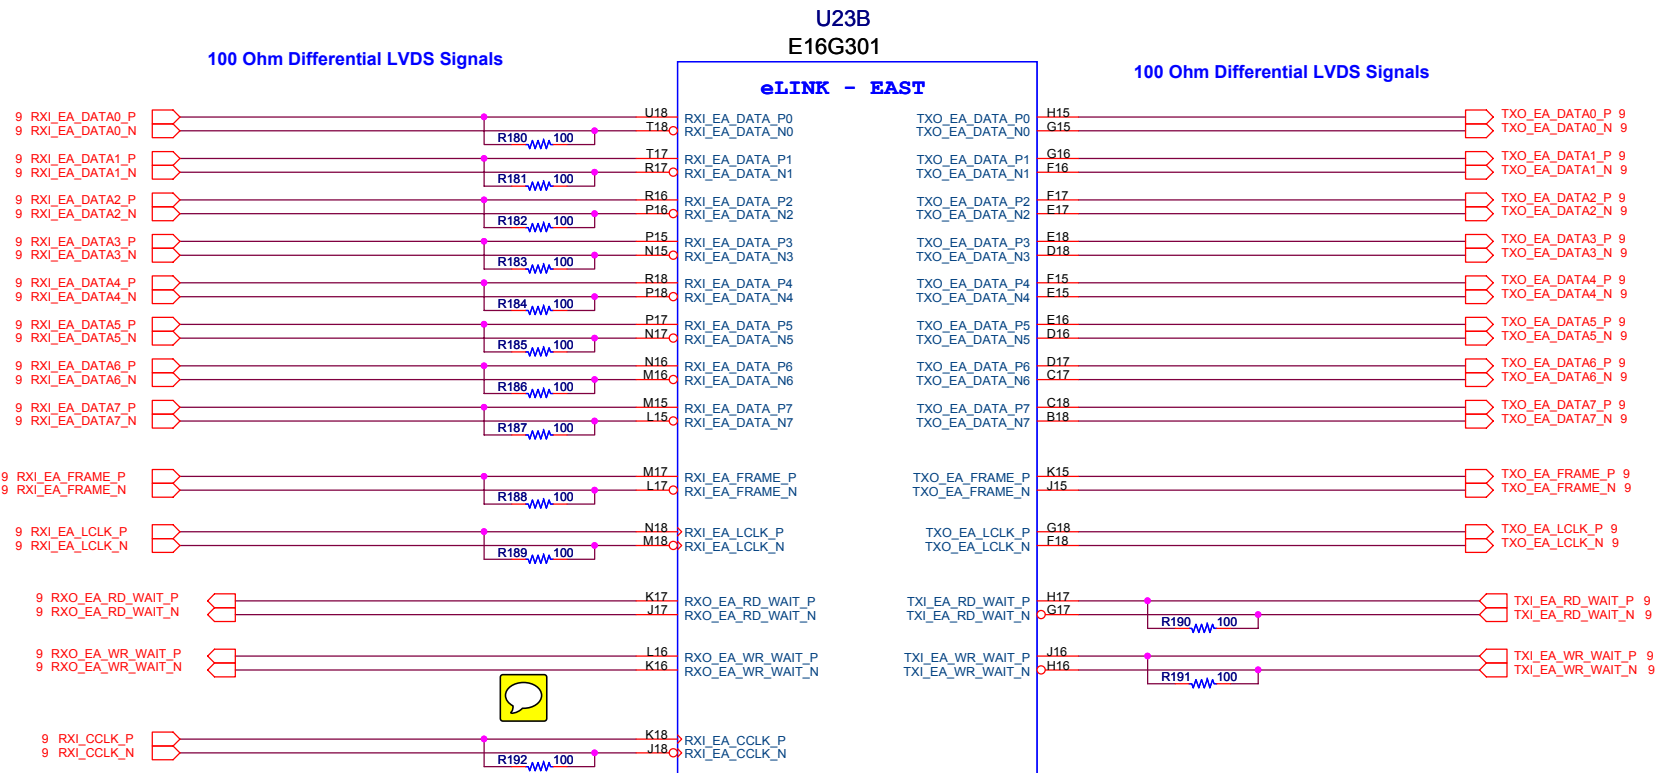 U23B
E16G301
100 Ohm Differential LVDS Signals
100 Ohm Differential LVDS Signals
eLINK - EAST
9 RXI_EA_DATA0_P U18 RXI_EA_DATA_P0 TXO_EA_DATA_P0 H15 TXO_EA_DATA0_P 9
9 RXI_EA_DATA0_N T18 RXI_EA_DATA_N0 TXO_EA_DATA_N0 G15 TXO_EA_DATA0_N 9
R180 100
9 RXI_EA_DATA1_P T17 RXI_EA_DATA_P1 TXO_EA_DATA_P1 G16 TXO_EA_DATA1_P 9
9 RXI_EA_DATA1_N R17 RXI_EA_DATA_N1 TXO_EA_DATA_N1 F16 TXO_EA_DATA1_N 9
R181 100
9 RXI_EA_DATA2_P R16 RXI_EA_DATA_P2 TXO_EA_DATA_P2 F17 TXO_EA_DATA2_P 9
9 RXI_EA_DATA2_N P16 RXI_EA_DATA_N2 TXO_EA_DATA_N2 E17 TXO_EA_DATA2_N 9
R182 100
9 RXI_EA_DATA3_P P15 RXI_EA_DATA_P3 TXO_EA_DATA_P3 E18 TXO_EA_DATA3_P 9
9 RXI_EA_DATA3_N N15 RXI_EA_DATA_N3 TXO_EA_DATA_N3 D18 TXO_EA_DATA3_N 9
R183 100
9 RXI_EA_DATA4_P R18 RXI_EA_DATA_P4 TXO_EA_DATA_P4 F15 TXO_EA_DATA4_P 9
9 RXI_EA_DATA4_N P18 RXI_EA_DATA_N4 TXO_EA_DATA_N4 E15 TXO_EA_DATA4_N 9
R184 100
9 RXI_EA_DATA5_P P17 RXI_EA_DATA_P5 TXO_EA_DATA_P5 E16 TXO_EA_DATA5_P 9
9 RXI_EA_DATA5_N N17 RXI_EA_DATA_N5 TXO_EA_DATA_N5 D16 TXO_EA_DATA5_N 9
R185 100
9 RXI_EA_DATA6_P N16 RXI_EA_DATA_P6 TXO_EA_DATA_P6 D17 TXO_EA_DATA6_P 9
9 RXI_EA_DATA6_N M16 RXI_EA_DATA_N6 TXO_EA_DATA_N6 C17 TXO_EA_DATA6_N 9
R186 100
9 RXI_EA_DATA7_P M15 RXI_EA_DATA_P7 TXO_EA_DATA_P7 C18 TXO_EA_DATA7_P 9
9 RXI_EA_DATA7_N L15 RXI_EA_DATA_N7 TXO_EA_DATA_N7 B18 TXO_EA_DATA7_N 9
R187 100
9 RXI_EA_FRAME_P M17 RXI_EA_FRAME_P TXO_EA_FRAME_P K15 TXO_EA_FRAME_P 9
9 RXI_EA_FRAME_N L17 RXI_EA_FRAME_N TXO_EA_FRAME_N J15 TXO_EA_FRAME_N 9
R188 100
9 RXI_EA_LCLK_P N18 RXI_EA_LCLK_P TXO_EA_LCLK_P G18 TXO_EA_LCLK_P 9
9 RXI_EA_LCLK_N M18 RXI_EA_LCLK_N TXO_EA_LCLK_N F18 TXO_EA_LCLK_N 9
R189 100
9 RXO_EA_RD_WAIT_P K17 RXO_EA_RD_WAIT_P TXI_EA_RD_WAIT_P H17 TXI_EA_RD_WAIT_P 9
9 RXO_EA_RD_WAIT_N J17 RXO_EA_RD_WAIT_N TXI_EA_RD_WAIT_N G17 TXI_EA_RD_WAIT_N 9
R190 100
9 RXO_EA_WR_WAIT_P L16 RXO_EA_WR_WAIT_P TXI_EA_WR_WAIT_P J16 TXI_EA_WR_WAIT_P 9
9 RXO_EA_WR_WAIT_N K16 RXO_EA_WR_WAIT_N TXI_EA_WR_WAIT_N H16 TXI_EA_WR_WAIT_N 9
R191 100
9 RXI_CCLK_P K18 RXI_EA_CCLK_P
9 RXI_CCLK_N J18 RXI_EA_CCLK_N
R192 100